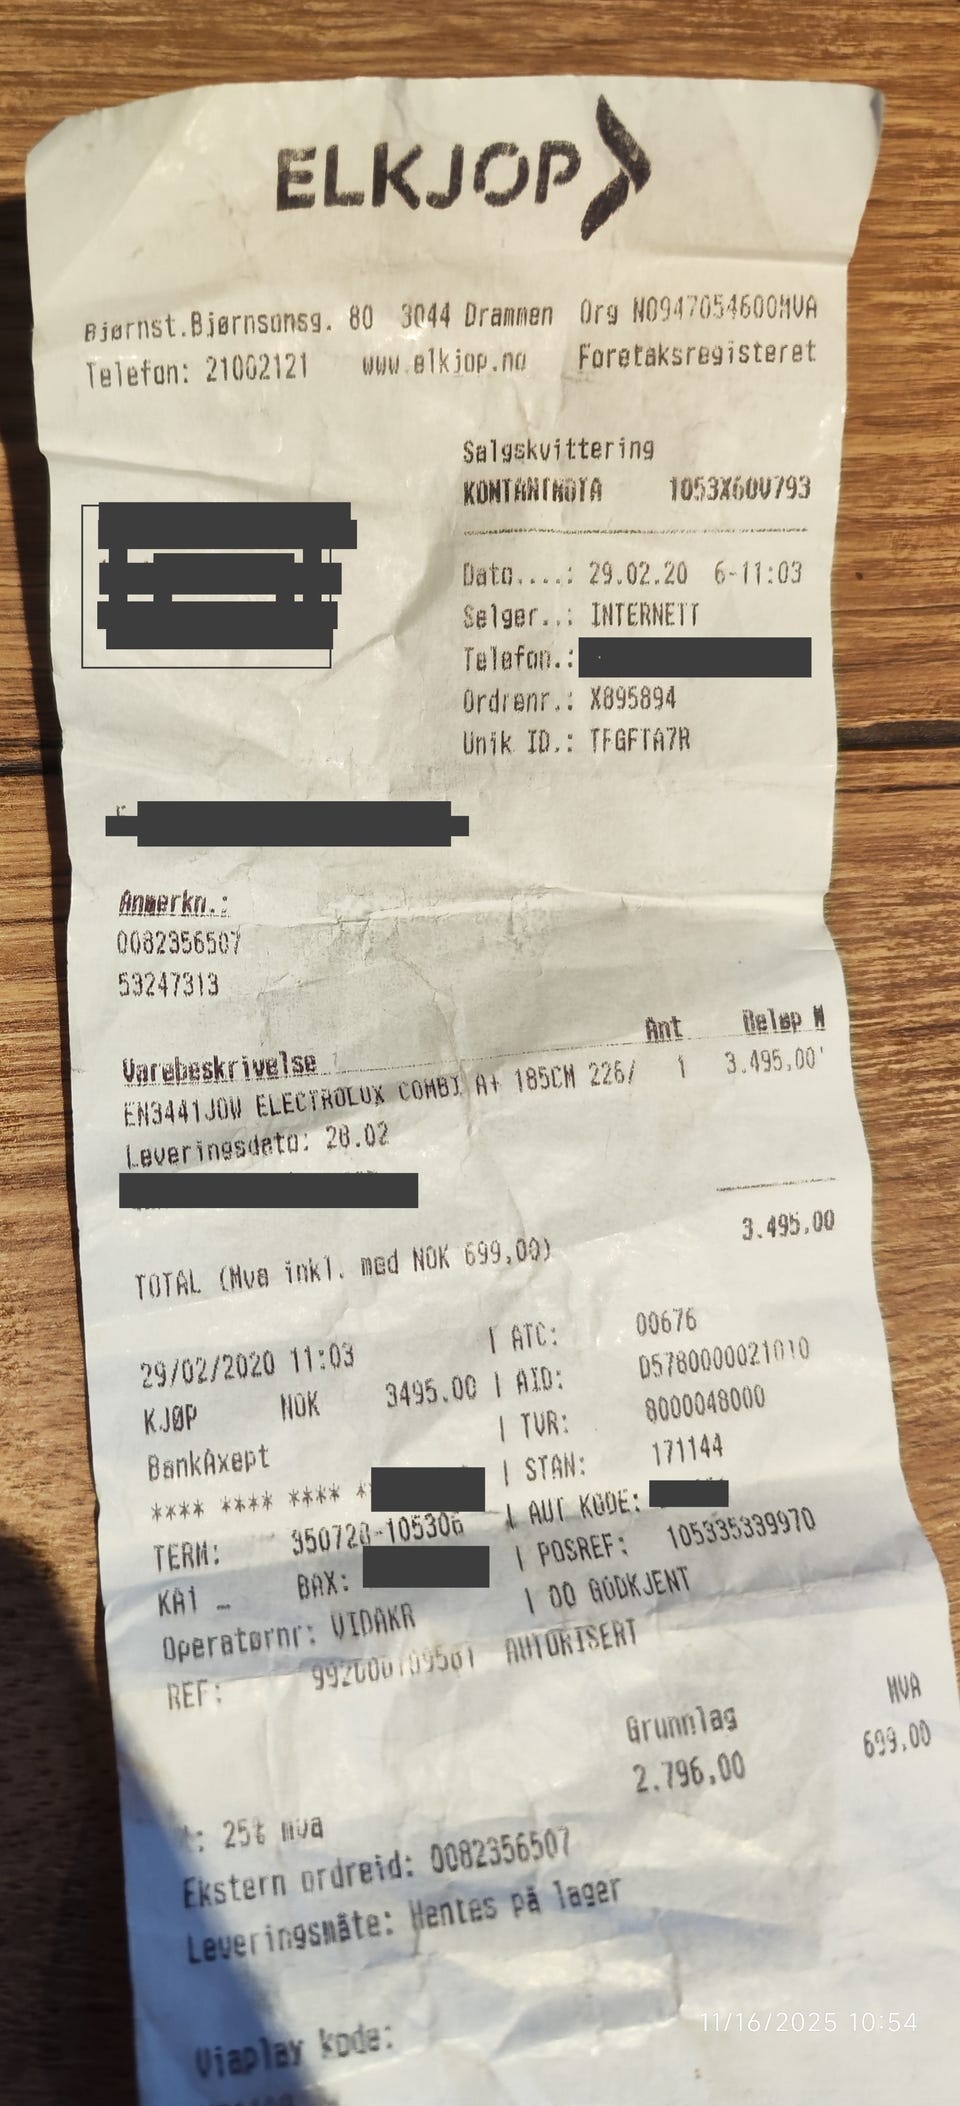 ELKJOP
Bjørnst.Bjørnsonsg. 80 3044 Drammen Org NO947054600MVA
Telefon: 21002121 www.elkjop.no Foretaksregisteret
Salgskvittering
KONTANTNOTA 1053X60V793
Dato....: 29.02.20 6-11:03
Selger..: INTERNETT
Telefon.:
Ordrenr.: X895894
Unik ID.: TFGFTA7R
Anmerkn.:
0082356507
53247313
Varebeskrivelse Ant Beløp M
EN3441JOW ELECTROLUX COMBI A+ 185CM 226/ 1 3.495,00'
Leveringsdato: 28.02
3.495,00
TOTAL (Mva inkl. med NOK 699,00)
29/02/2020 11:03 | ATC: 00676
KJØP NOK 3495.00 | AID: D5780000021010
BankAxept | TVR: 8000048000
**** **** **** * | STAN: 171144
TERM: 350720-105306 | AUT KODE:
KA1 _ BAX: | POSREF: 105335339970
Operatørnr: VIDAKR | 00 GODKJENT
REF: AUTORISERT
Grunnlag MVA
: 25% mva 2.796,00 699,00
Ekstern ordreid: 0082356507
Leveringsmåte: Hentes på lager
Viaplay kode:
11/16/2025 10:54